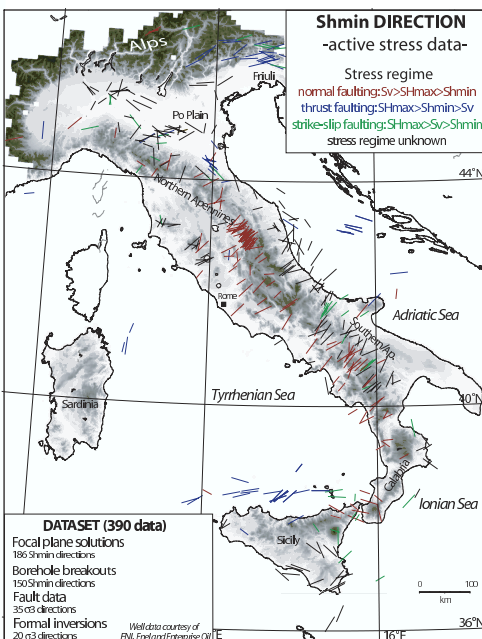 Shmin DIRECTION
-active stress data-
Stress regime
normal faulting: Sv>SHmax>Shmin
thrust faulting: SHmax>Shmin>Sv
strike-slip faulting: SHmax>Sv>Shmin
stress regime unknown
Alps
Friuli
Po Plain
44°N
Northern Apennines
Rome
Adriatic Sea
Southern Ap.
Tyrrhenian Sea
40°N
Sardinia
Calabria
Ionian Sea
Sicily
DATASET (390 data)
Focal plane solutions
186 Shmin directions
Borehole breakouts
150 Shmin directions
Fault data
35 σ3 directions
Formal inversions
20 σ3 directions
Well data courtesy of
ENI, Enel and Enterprise Oil
0 100
km
36°N
16°E
E